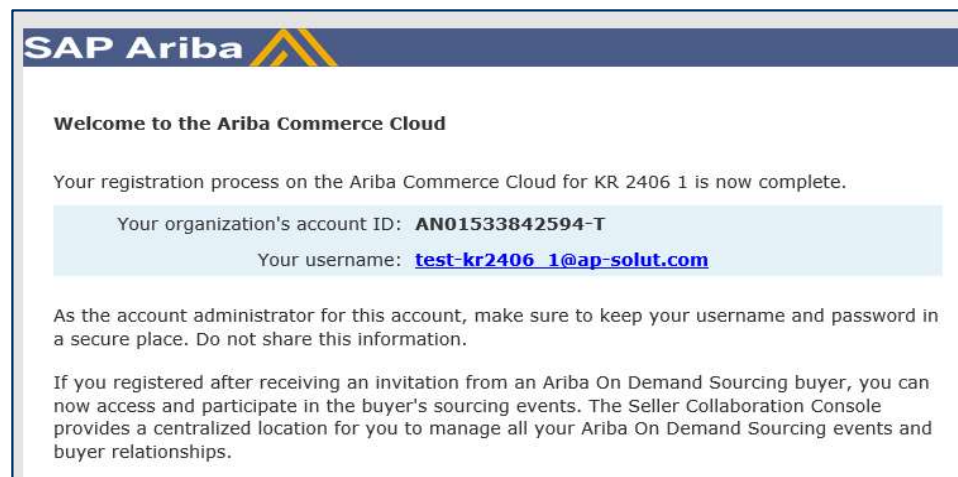 SAP Ariba
Welcome to the Ariba Commerce Cloud
Your registration process on the Ariba Commerce Cloud for KR 2406 1 is now complete.
Your organization's account ID: AN01533842594-T
Your username: test-kr2406_1@ap-solut.com
As the account administrator for this account, make sure to keep your username and password in
a secure place. Do not share this information.
If you registered after receiving an invitation from an Ariba On Demand Sourcing buyer, you can
now access and participate in the buyer's sourcing events. The Seller Collaboration Console
provides a centralized location for you to manage all your Ariba On Demand Sourcing events and
buyer relationships.